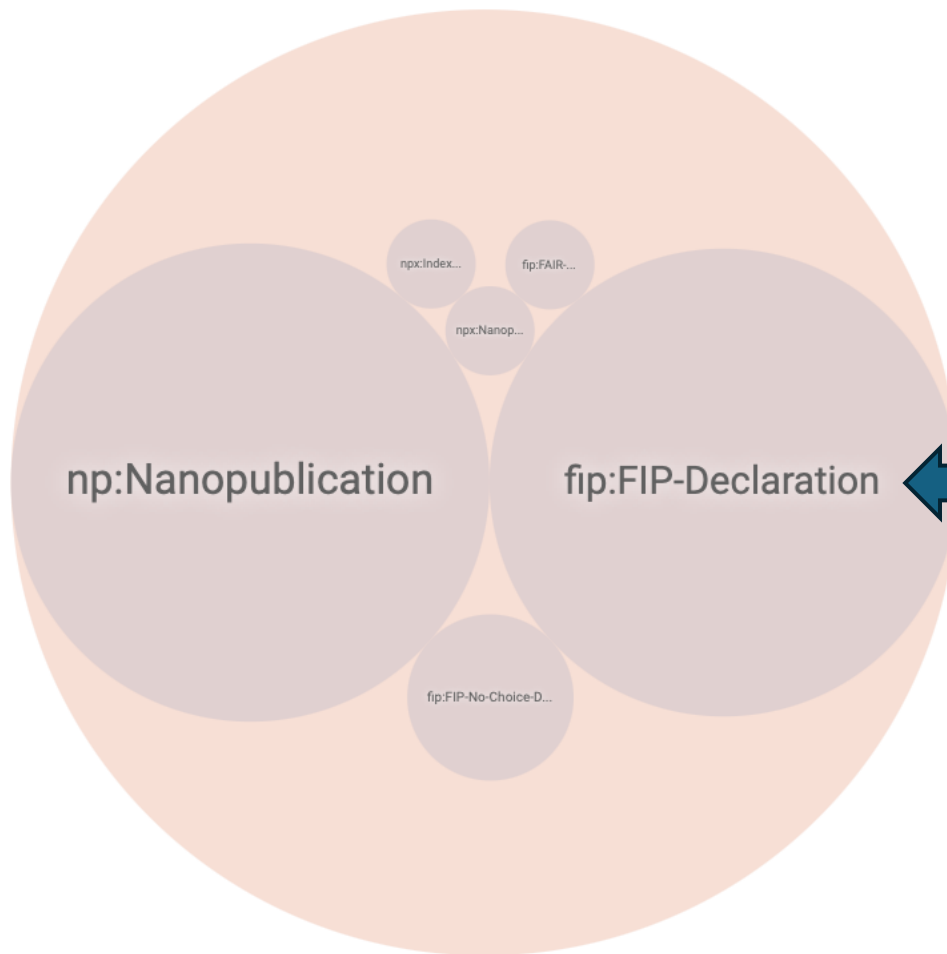 npx:Index...
fip:FAIR-...
npx:Nanop...
np:Nanopublication
fip:FIP-Declaration
fip:FIP-No-Choice-D...